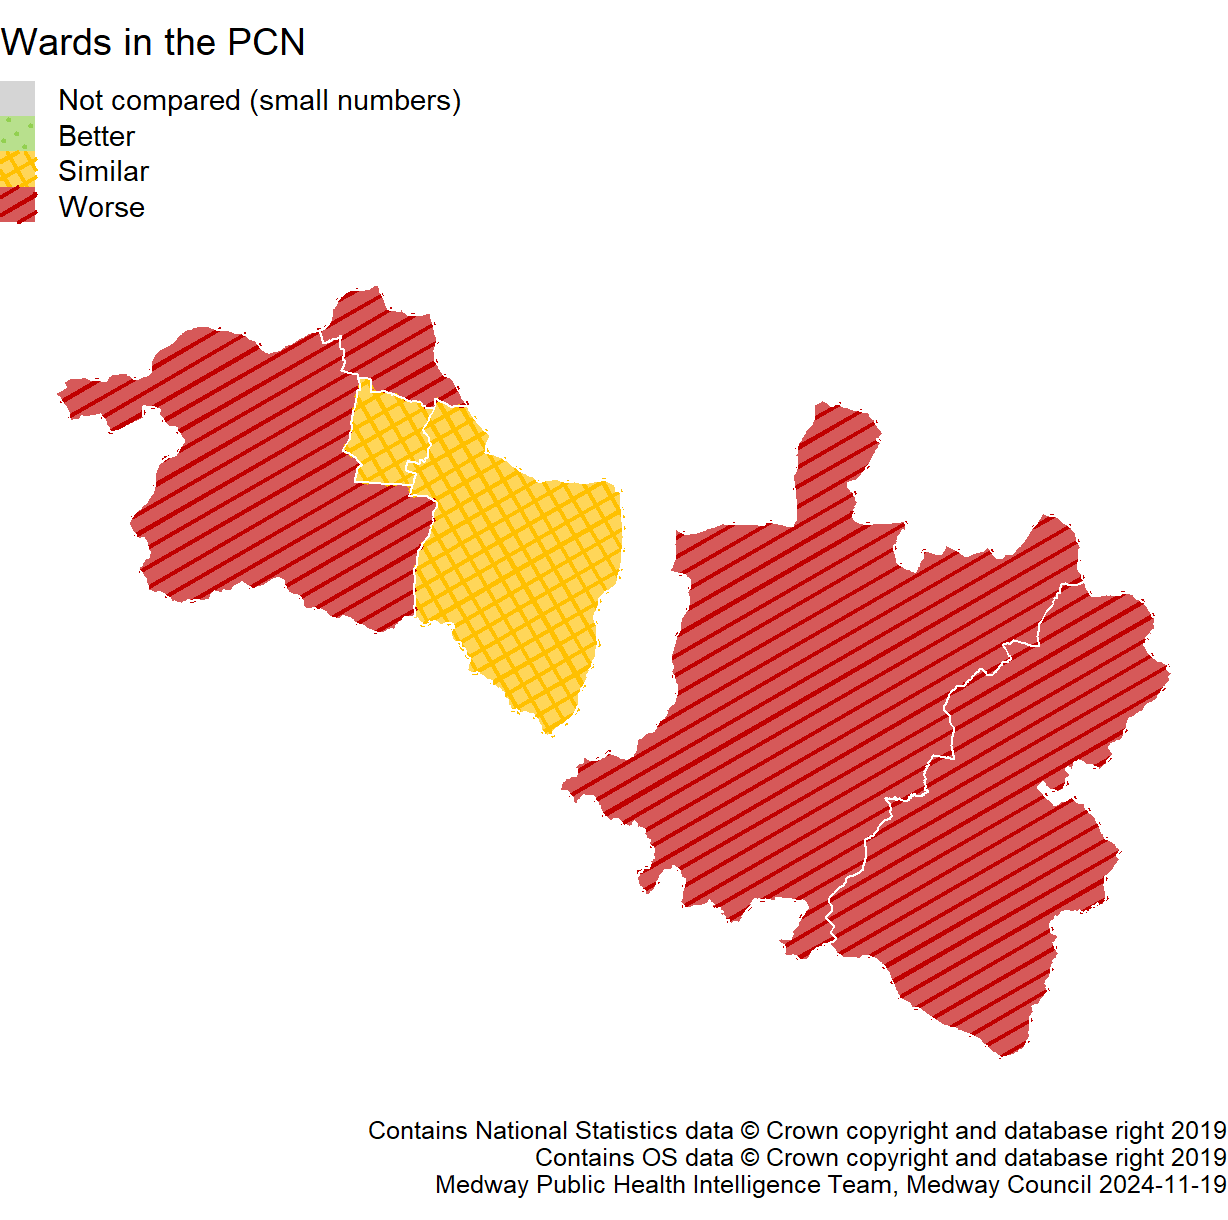 Wards in the PCN
Not compared (small numbers)
Better
Similar
Worse
Contains National Statistics data © Crown copyright and database right 2019
Contains OS data © Crown copyright and database right 2019
Medway Public Health Intelligence Team, Medway Council 2024-11-19